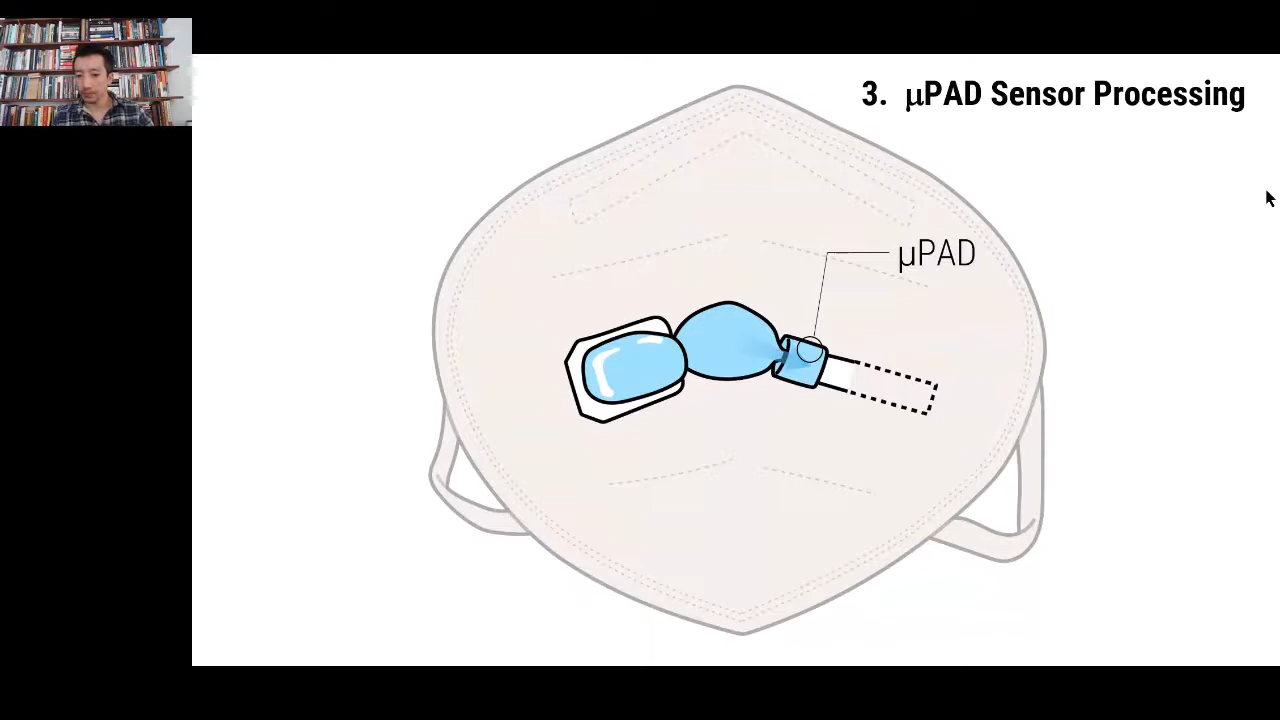 3. μPAD Sensor Processing
μPAD